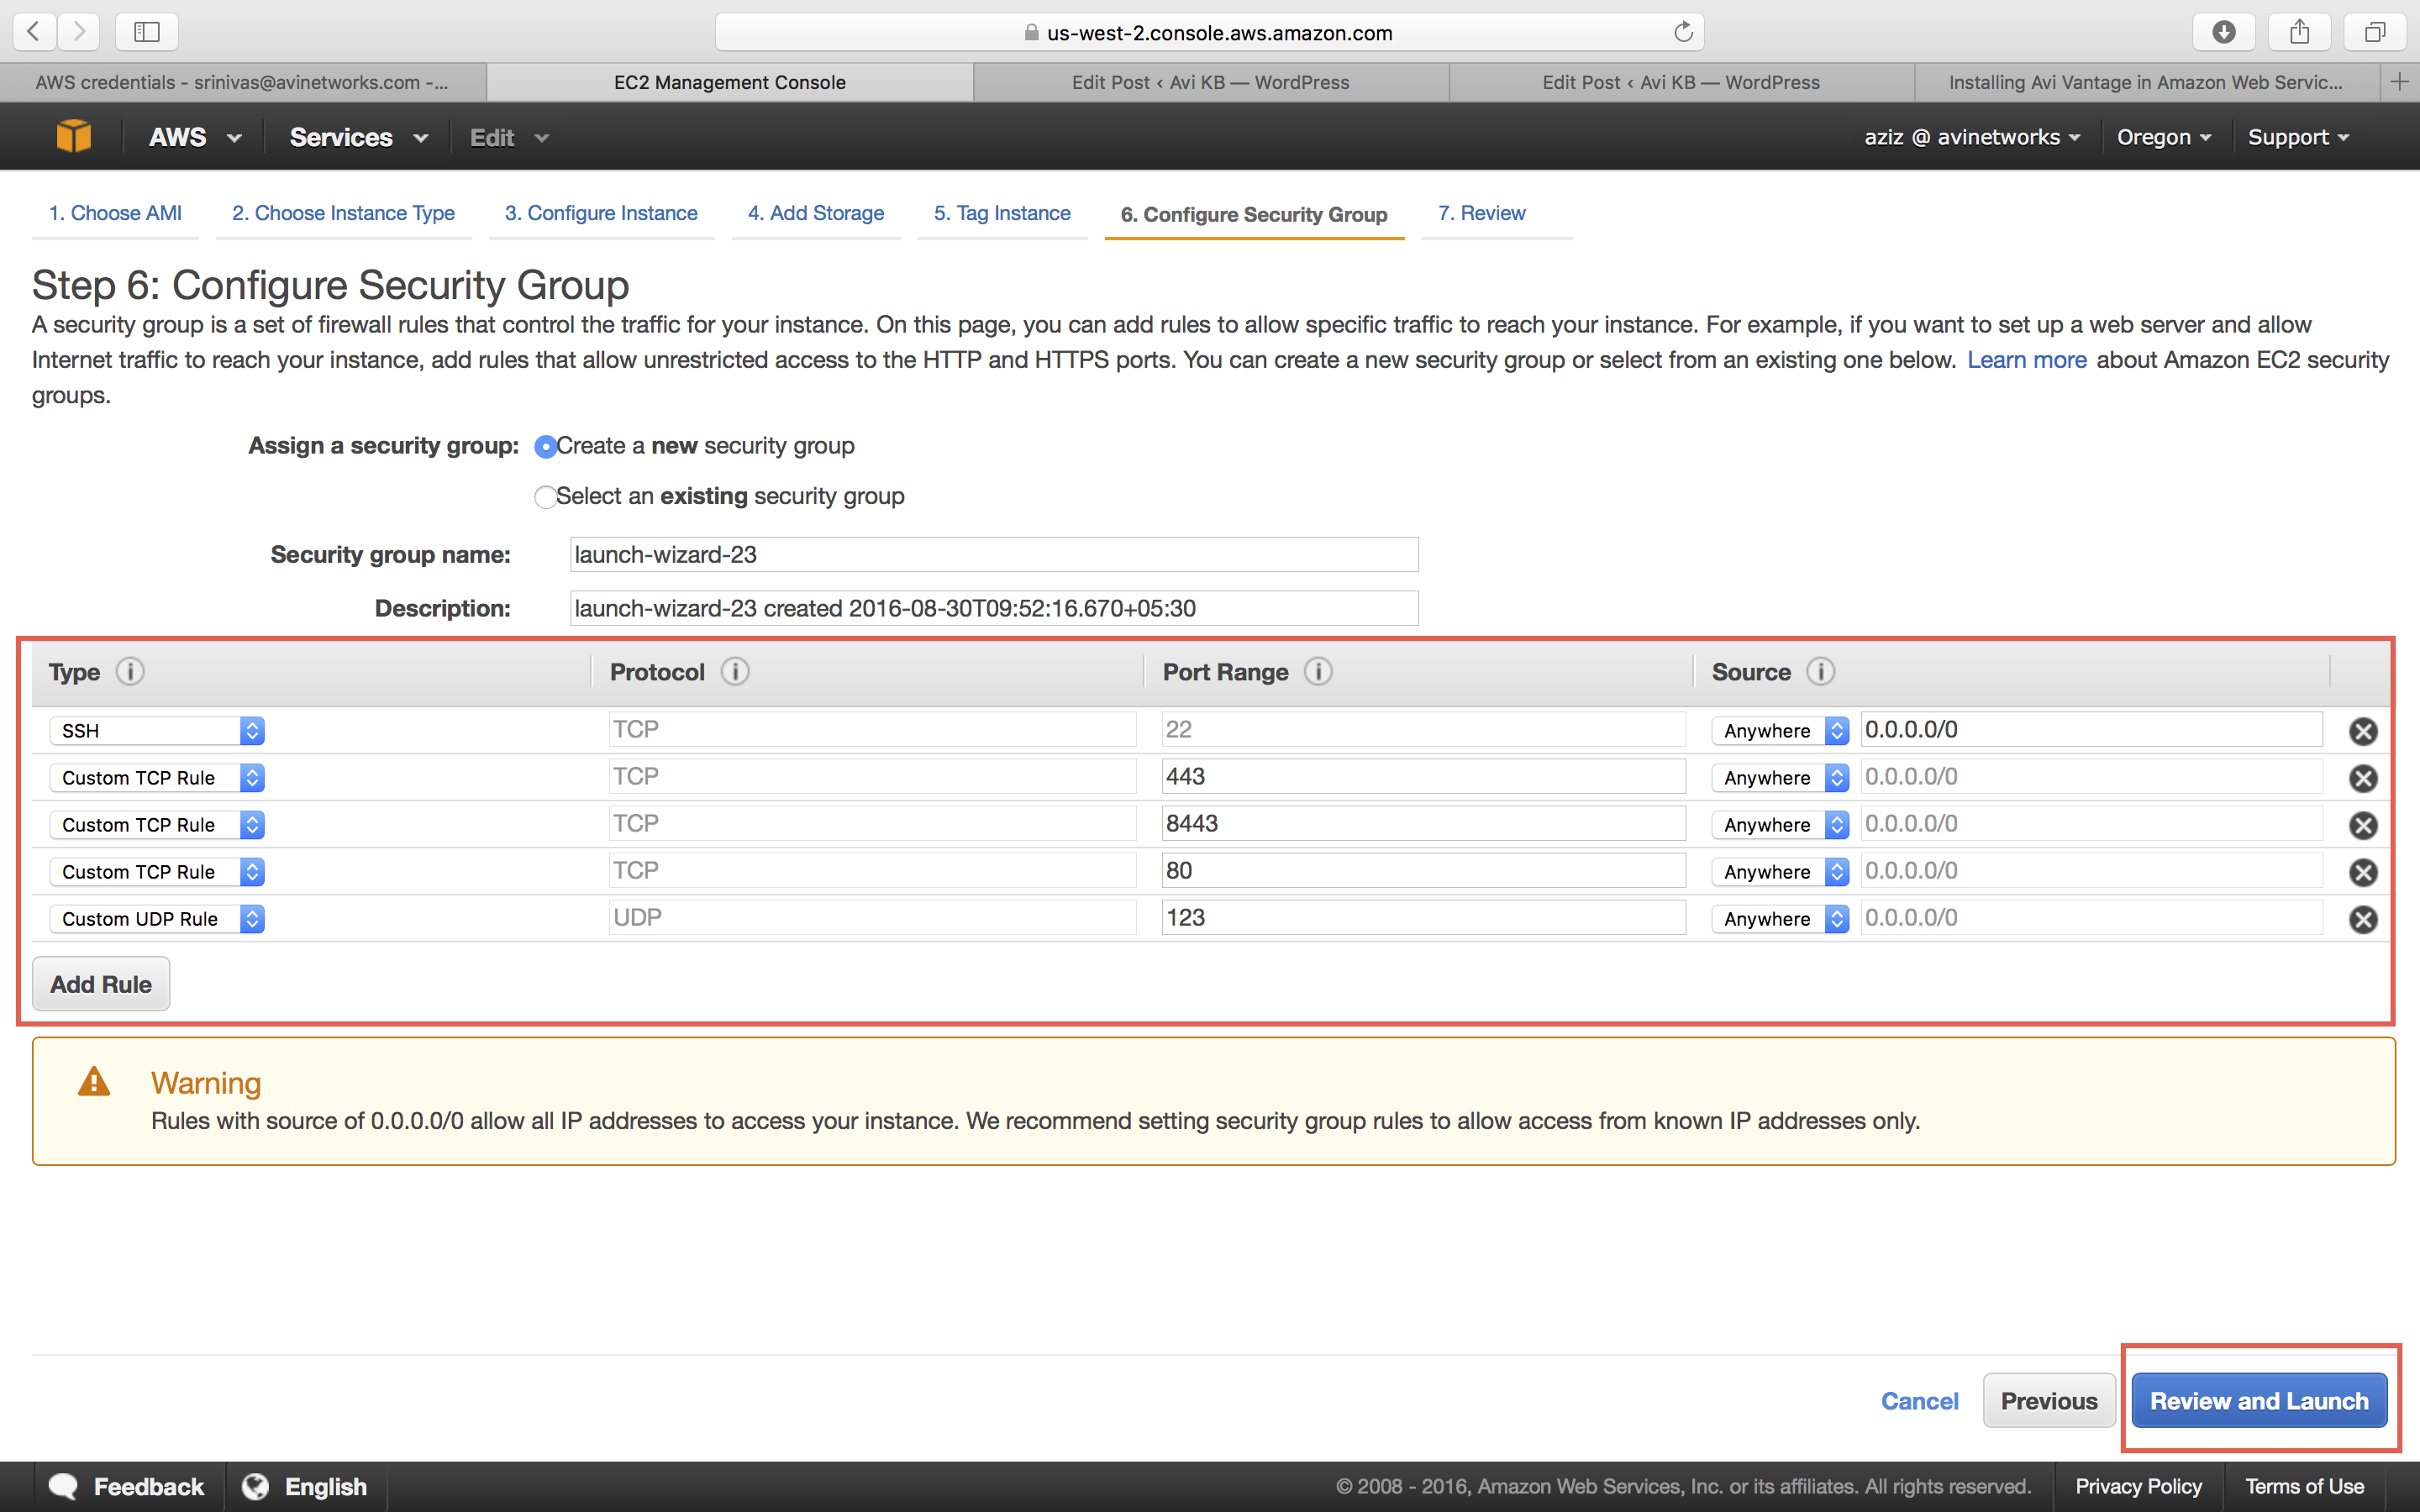 us-west-2.console.aws.amazon.com
AWS credentials - srinivas@avinetworks.com -...
EC2 Management Console
Edit Post ‹ Avi KB — WordPress
Edit Post ‹ Avi KB — WordPress
Installing Avi Vantage in Amazon Web Servic...
AWS
Services
Edit
aziz @ avinetworks
Oregon
Support
1. Choose AMI
2. Choose Instance Type
3. Configure Instance
4. Add Storage
5. Tag Instance
6. Configure Security Group
7. Review
Step 6: Configure Security Group
A security group is a set of firewall rules that control the traffic for your instance. On this page, you can add rules to allow specific traffic to reach your instance. For example, if you want to set up a web server and allow
Internet traffic to reach your instance, add rules that allow unrestricted access to the HTTP and HTTPS ports. You can create a new security group or select from an existing one below. Learn more about Amazon EC2 security
groups.
Assign a security group: Create a new security group
Select an existing security group
Security group name: launch-wizard-23
Description: launch-wizard-23 created 2016-08-30T09:52:16.670+05:30
Type Protocol Port Range Source
SSH TCP 22 Anywhere 0.0.0.0/0
Custom TCP Rule TCP 443 Anywhere 0.0.0.0/0
Custom TCP Rule TCP 8443 Anywhere 0.0.0.0/0
Custom TCP Rule TCP 80 Anywhere 0.0.0.0/0
Custom UDP Rule UDP 123 Anywhere 0.0.0.0/0
Add Rule
Warning
Rules with source of 0.0.0.0/0 allow all IP addresses to access your instance. We recommend setting security group rules to allow access from known IP addresses only.
Cancel
Previous
Review and Launch
Feedback
English
© 2008 - 2016, Amazon Web Services, Inc. or its affiliates. All rights reserved.
Privacy Policy
Terms of Use